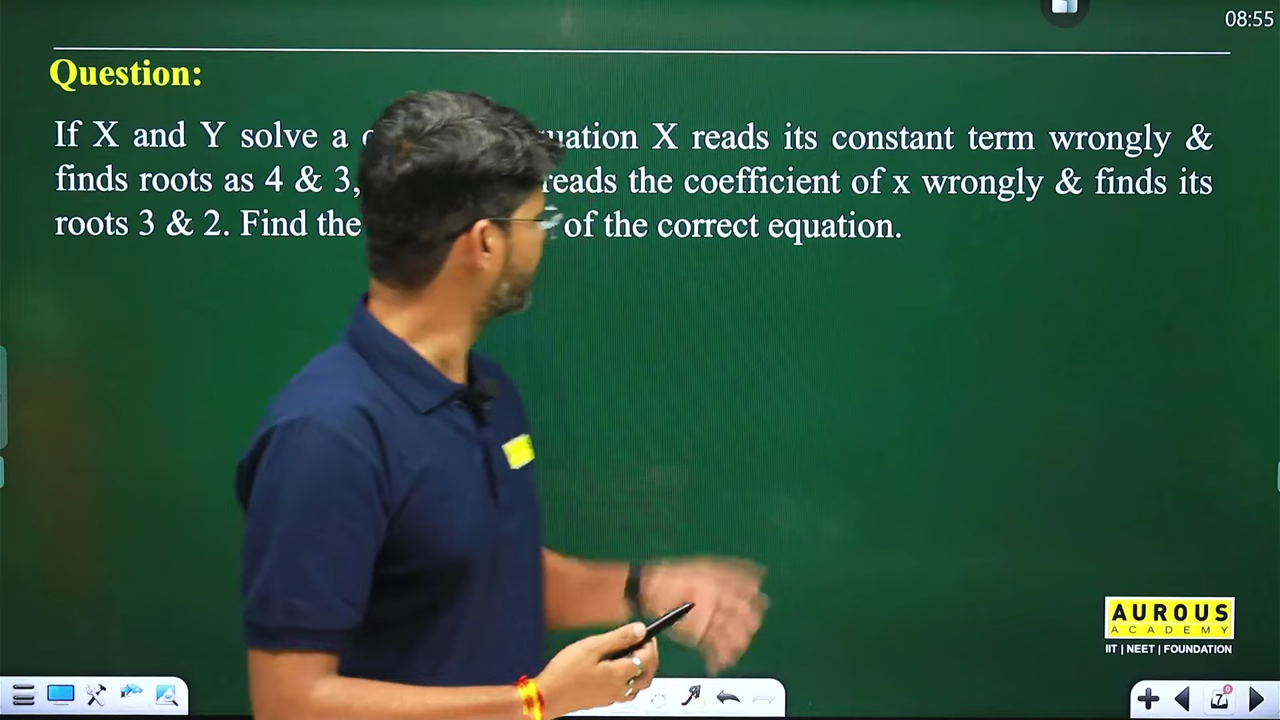 08:55
Question:
If X and Y solve a uation X reads its constant term wrongly &
finds roots as 4 & 3, reads the coefficient of x wrongly & finds its
roots 3 & 2. Find the of the correct equation.
AUROUS
ACADEMY
IIT | NEET | FOUNDATION
7
0